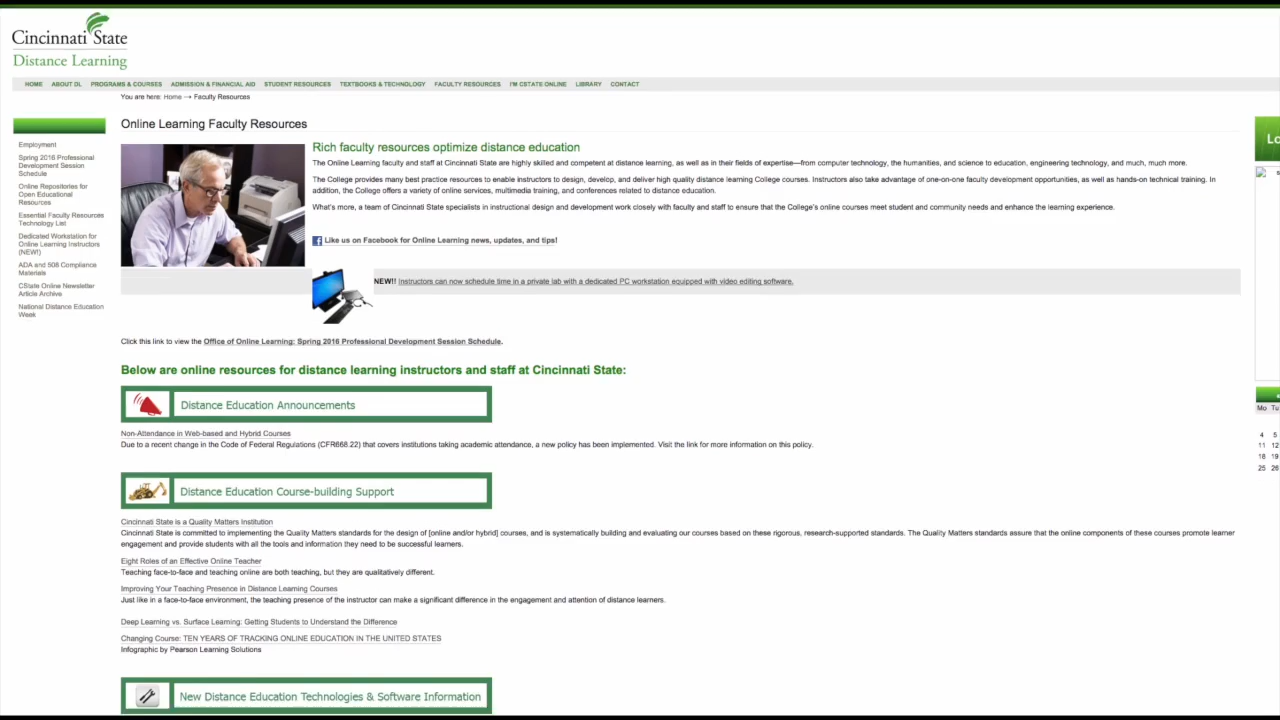 Cincinnati State
Distance Learning
HOME ABOUT DL PROGRAMS & COURSES ADMISSION & FINANCIAL AID STUDENT RESOURCES TEXTBOOKS & TECHNOLOGY FACULTY RESOURCES I'M CSTATE ONLINE LIBRARY CONTACT
You are here: Home → Faculty Resources
Employment
Spring 2016 Professional
Development Session
Schedule
Online Repositories for
Open Educational
Resources
Essential Faculty Resources
Technology List
Dedicated Workstation for
Online Learning Instructors
(NEW!)
ADA and 508 Compliance
Materials
CState Online Newsletter
Article Archive
National Distance Education
Week
Online Learning Faculty Resources
Rich faculty resources optimize distance education
The Online Learning faculty and staff at Cincinnati State are highly skilled and competent at distance learning, as well as in their fields of expertise—from computer technology, the humanities, and science to education, engineering technology, and much, much more.
The College provides many best practice resources to enable instructors to design, develop, and deliver high quality distance learning College courses. Instructors also take advantage of one-on-one faculty development opportunities, as well as hands-on technical training. In
addition, the College offers a variety of online services, multimedia training, and conferences related to distance education.
What's more, a team of Cincinnati State specialists in instructional design and development work closely with faculty and staff to ensure that the College's online courses meet student and community needs and enhance the learning experience.
Like us on Facebook for Online Learning news, updates, and tips!
NEW!! Instructors can now schedule time in a private lab with a dedicated PC workstation equipped with video editing software.
Click this link to view the Office of Online Learning: Spring 2016 Professional Development Session Schedule.
Below are online resources for distance learning instructors and staff at Cincinnati State:
Distance Education Announcements
Non-Attendance in Web-based and Hybrid Courses
Due to a recent change in the Code of Federal Regulations (CFR668.22) that covers institutions taking academic attendance, a new policy has been implemented. Visit the link for more information on this policy.
Distance Education Course-building Support
Cincinnati State is a Quality Matters Institution
Cincinnati State is committed to implementing the Quality Matters standards for the design of [online and/or hybrid] courses, and is systematically building and evaluating our courses based on these rigorous, research-supported standards. The Quality Matters standards assure that the online components of these courses promote learner
engagement and provide students with all the tools and information they need to be successful learners.
Eight Roles of an Effective Online Teacher
Teaching face-to-face and teaching online are both teaching, but they are qualitatively different.
Improving Your Teaching Presence in Distance Learning Courses
Just like in a face-to-face environment, the teaching presence of the instructor can make a significant difference in the engagement and attention of distance learners.
Deep Learning vs. Surface Learning: Getting Students to Understand the Difference
Changing Course: TEN YEARS OF TRACKING ONLINE EDUCATION IN THE UNITED STATES
Infographic by Pearson Learning Solutions
New Distance Education Technologies & Software Information
Lo
s
Mo Tu
4 5
11 12
18 19
25 26